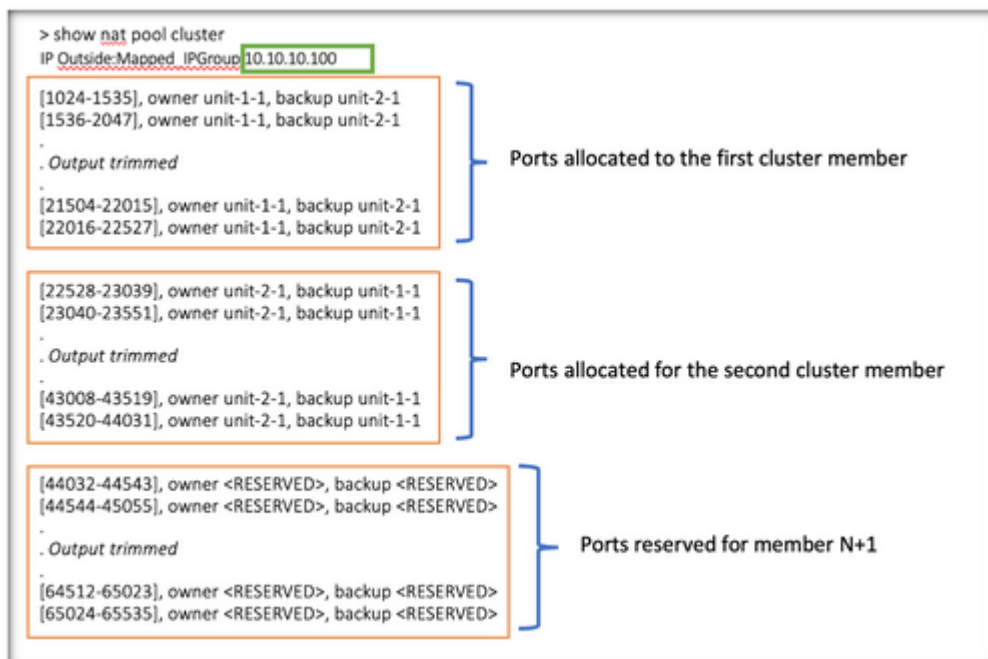 > show nat pool cluster
IP Outside:Mapped_IPGroup 10.10.10.100
[1024-1535], owner unit-1-1, backup unit-2-1
[1536-2047], owner unit-1-1, backup unit-2-1
.
. Output trimmed
.
[21504-22015], owner unit-1-1, backup unit-2-1
[22016-22527], owner unit-1-1, backup unit-2-1
Ports allocated to the first cluster member
[22528-23039], owner unit-2-1, backup unit-1-1
[23040-23551], owner unit-2-1, backup unit-1-1
.
. Output trimmed
.
[43008-43519], owner unit-2-1, backup unit-1-1
[43520-44031], owner unit-2-1, backup unit-1-1
Ports allocated for the second cluster member
[44032-44543], owner <RESERVED>, backup <RESERVED>
[44544-45055], owner <RESERVED>, backup <RESERVED>
.
. Output trimmed
.
[64512-65023], owner <RESERVED>, backup <RESERVED>
[65024-65535], owner <RESERVED>, backup <RESERVED>
Ports reserved for member N+1